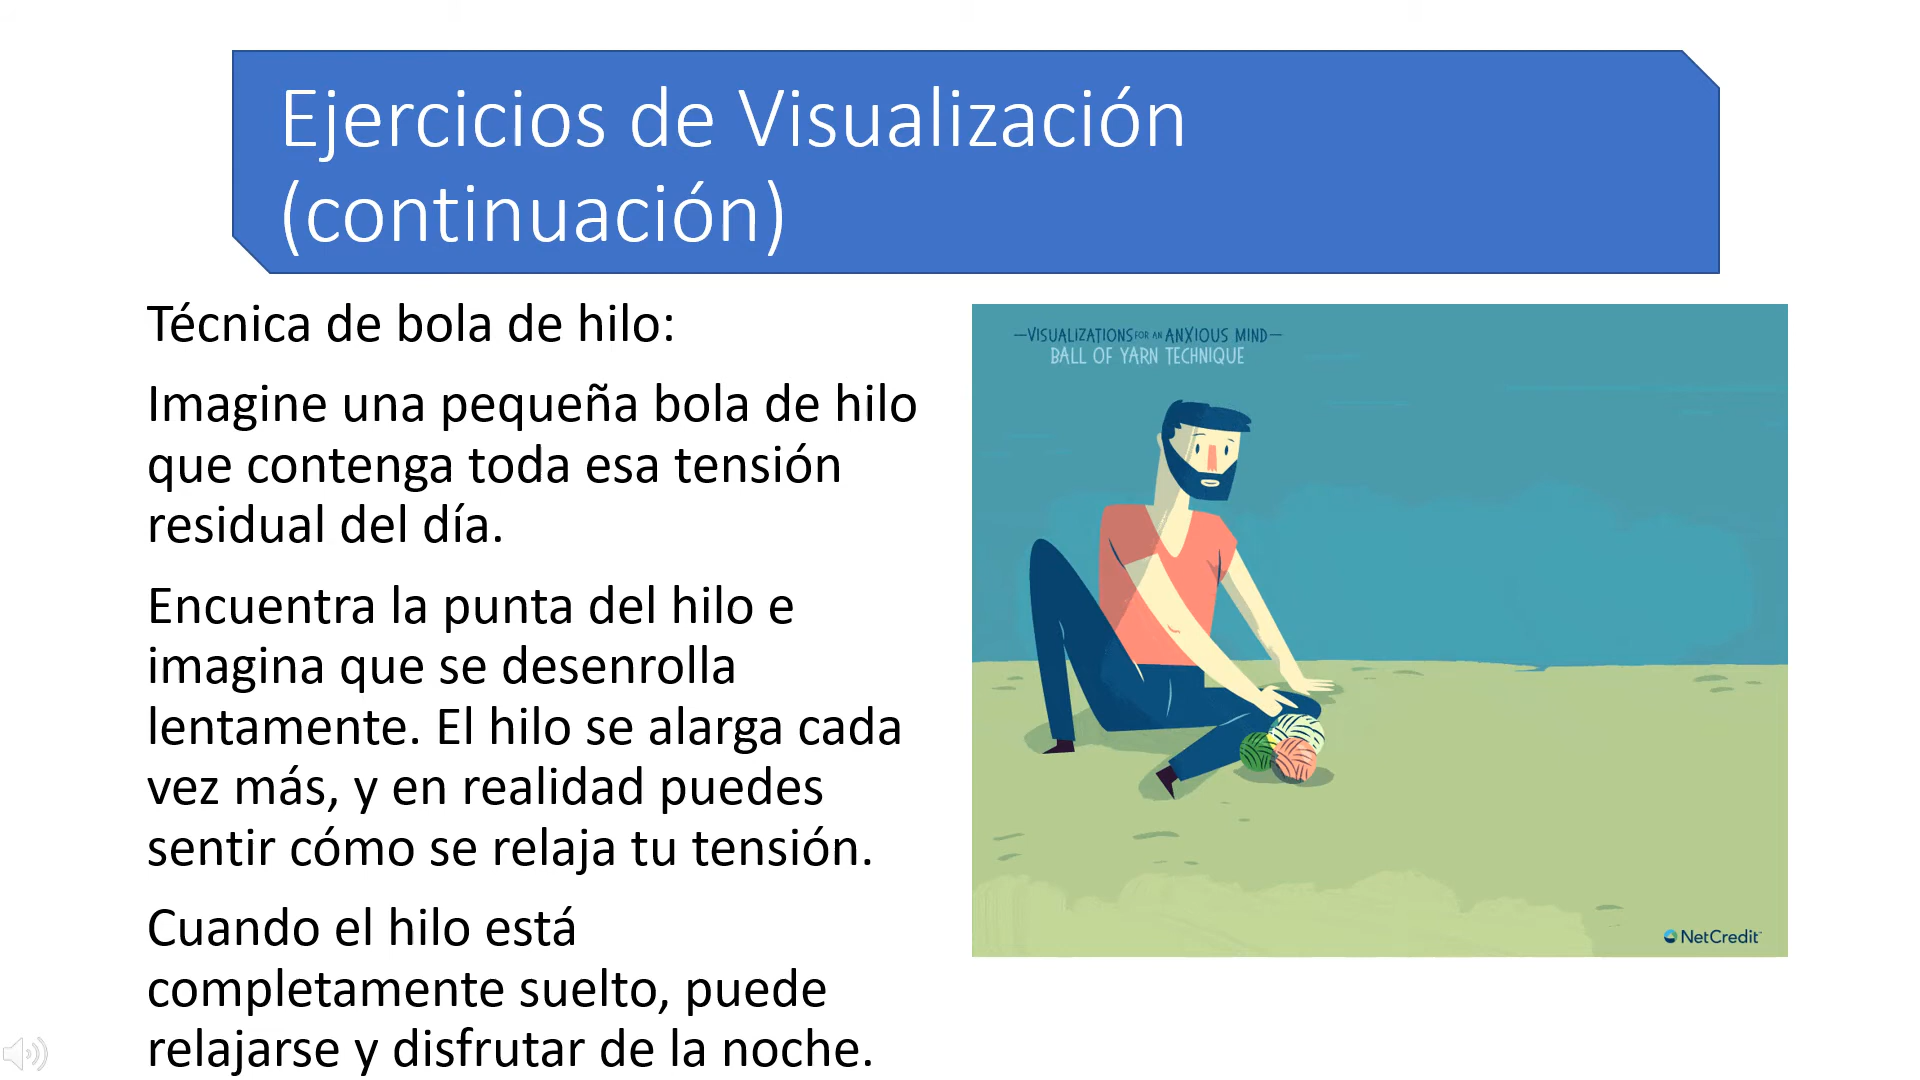 Ejercicios de Visualización
(continuación)
Técnica de bola de hilo:
Imagine una pequeña bola de hilo
que contenga toda esa tensión
residual del día.
Encuentra la punta del hilo e
imagina que se desenrolla
lentamente. El hilo se alarga cada
vez más, y en realidad puedes
sentir cómo se relaja tu tensión.
Cuando el hilo está
completamente suelto, puede
relajarse y disfrutar de la noche.
—VISUALIZATIONS FOR AN ANXIOUS MIND—
BALL OF YARN TECHNIQUE
NetCredit